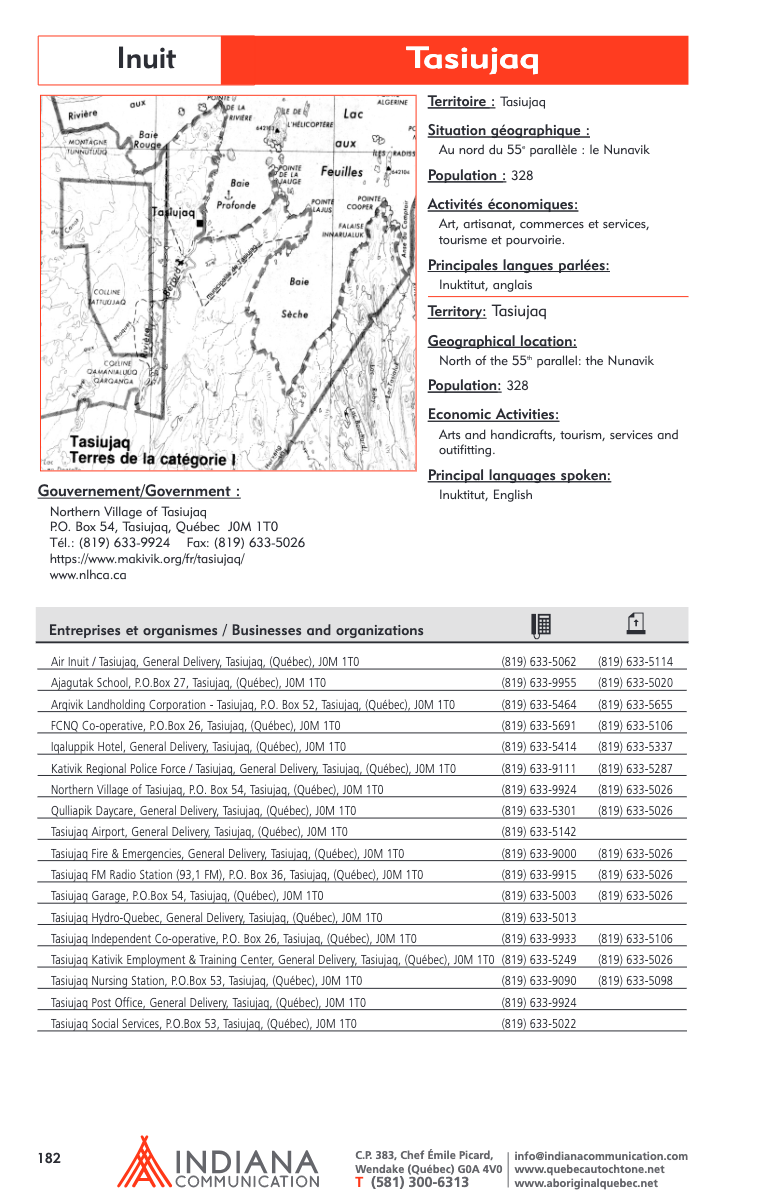 Inuit
Tasiujaq
Rivière
aux
POINTE
DE LA
RIVIÈRE
ÎLE DE
L'HÉLICOPTÈRE
Lac
ALGERINE
MONTAGNE
TUNNUTUUQ
Baie
Rouge
aux
Feuilles
POINTE
DE LA
JAUGE
Baie
Profonde
POINTE
LAJUS
POINTE
COOPER
Tasiujaq
FALAISE
INNARUALUK
Baie
Sèche
COLLINE
COLLINE
QAMANIALUUQ
QARQANGA
Rivière
Bérard
Tasiujaq
Terres de la catégorie I
Territoire : Tasiujaq
Situation géographique :
Au nord du 55e parallèle : le Nunavik
Population : 328
Activités économiques:
Art, artisanat, commerces et services,
tourisme et pourvoirie.
Principales langues parlées:
Inuktitut, anglais
Territory: Tasiujaq
Geographical location:
North of the 55th parallel: the Nunavik
Population: 328
Economic Activities:
Arts and handicrafts, tourism, services and
outifitting.
Principal languages spoken:
Inuktitut, English
Gouvernement/Government :
Northern Village of Tasiujaq
P.O. Box 54, Tasiujaq, Québec J0M 1T0
Tél.: (819) 633-9924 Fax: (819) 633-5026
https://www.makivik.org/fr/tasiujaq/
www.nlhca.ca
Entreprises et organismes / Businesses and organizations
Air Inuit / Tasiujaq, General Delivery, Tasiujaq, (Québec), J0M 1T0 (819) 633-5062 (819) 633-5114
Ajagutak School, P.O.Box 27, Tasiujaq, (Québec), J0M 1T0 (819) 633-9955 (819) 633-5020
Arqivik Landholding Corporation - Tasiujaq, P.O. Box 52, Tasiujaq, (Québec), J0M 1T0 (819) 633-5464 (819) 633-5655
FCNQ Co-operative, P.O.Box 26, Tasiujaq, (Québec), J0M 1T0 (819) 633-5691 (819) 633-5106
Iqaluppik Hotel, General Delivery, Tasiujaq, (Québec), J0M 1T0 (819) 633-5414 (819) 633-5337
Kativik Regional Police Force / Tasiujaq, General Delivery, Tasiujaq, (Québec), J0M 1T0 (819) 633-9111 (819) 633-5287
Northern Village of Tasiujaq, P.O. Box 54, Tasiujaq, (Québec), J0M 1T0 (819) 633-9924 (819) 633-5026
Qulliapik Daycare, General Delivery, Tasiujaq, (Québec), J0M 1T0 (819) 633-5301 (819) 633-5026
Tasiujaq Airport, General Delivery, Tasiujaq, (Québec), J0M 1T0 (819) 633-5142
Tasiujaq Fire & Emergencies, General Delivery, Tasiujaq, (Québec), J0M 1T0 (819) 633-9000 (819) 633-5026
Tasiujaq FM Radio Station (93,1 FM), P.O. Box 36, Tasiujaq, (Québec), J0M 1T0 (819) 633-9915 (819) 633-5026
Tasiujaq Garage, P.O.Box 54, Tasiujaq, (Québec), J0M 1T0 (819) 633-5003 (819) 633-5026
Tasiujaq Hydro-Quebec, General Delivery, Tasiujaq, (Québec), J0M 1T0 (819) 633-5013
Tasiujaq Independent Co-operative, P.O. Box 26, Tasiujaq, (Québec), J0M 1T0 (819) 633-9933 (819) 633-5106
Tasiujaq Kativik Employment & Training Center, General Delivery, Tasiujaq, (Québec), J0M 1T0 (819) 633-5249 (819) 633-5026
Tasiujaq Nursing Station, P.O.Box 53, Tasiujaq, (Québec), J0M 1T0 (819) 633-9090 (819) 633-5098
Tasiujaq Post Office, General Delivery, Tasiujaq, (Québec), J0M 1T0 (819) 633-9924
Tasiujaq Social Services, P.O.Box 53, Tasiujaq, (Québec), J0M 1T0 (819) 633-5022
182
INDIANA
COMMUNICATION
C.P. 383, Chef Émile Picard,
Wendake (Québec) G0A 4V0
T (581) 300-6313
info@indianacommunication.com
www.quebecautochtone.net
www.aboriginalquebec.net